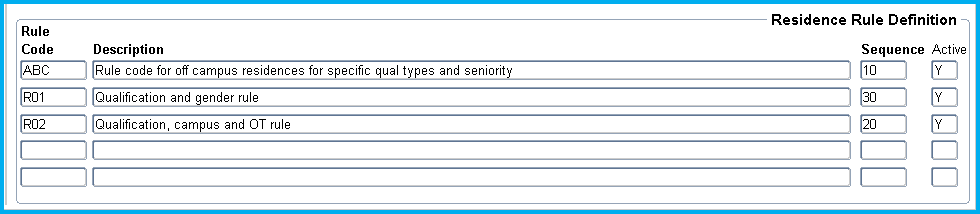 Residence Rule Definition
Rule
Code Description Sequence Active
ABC Rule code for off campus residences for specific qual types and seniority 10 Y
R01 Qualification and gender rule 30 Y
R02 Qualification, campus and OT rule 20 Y